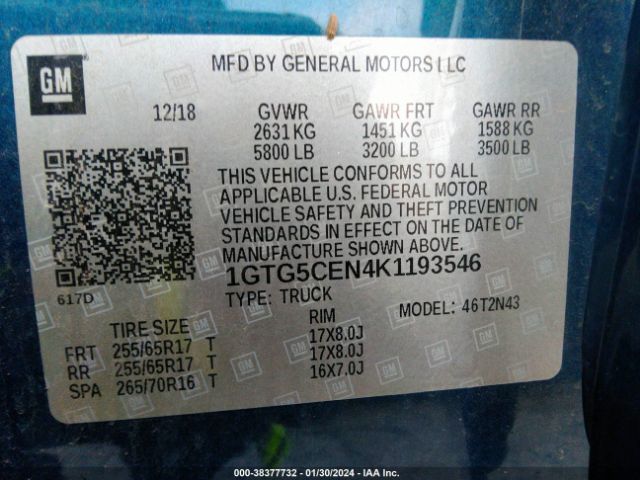 GM
MFD BY GENERAL MOTORS LLC
12/18 GVWR GAWR FRT GAWR RR
2631 KG 1451 KG 1588 KG
5800 LB 3200 LB 3500 LB
THIS VEHICLE CONFORMS TO ALL
APPLICABLE U.S. FEDERAL MOTOR
VEHICLE SAFETY AND THEFT PREVENTION
STANDARDS IN EFFECT ON THE DATE OF
MANUFACTURE SHOWN ABOVE.
1GTG5CEN4K1193546
617D
TYPE: TRUCK MODEL: 46T2N43
TIRE SIZE RIM
FRT 255/65R17 T 17X8.0J
RR 255/65R17 T 17X8.0J
SPA 265/70R16 T 16X7.0J
000-38377732 - 01/30/2024 - IAA Inc.